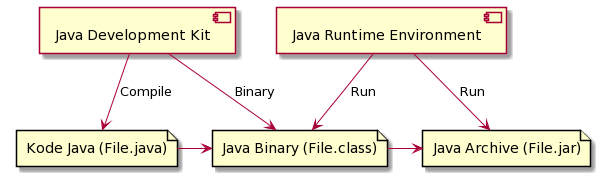 Java Development Kit
Java Runtime Environment
Compile
Binary
Run
Run
Kode Java (File.java)
Java Binary (File.class)
Java Archive (File.jar)